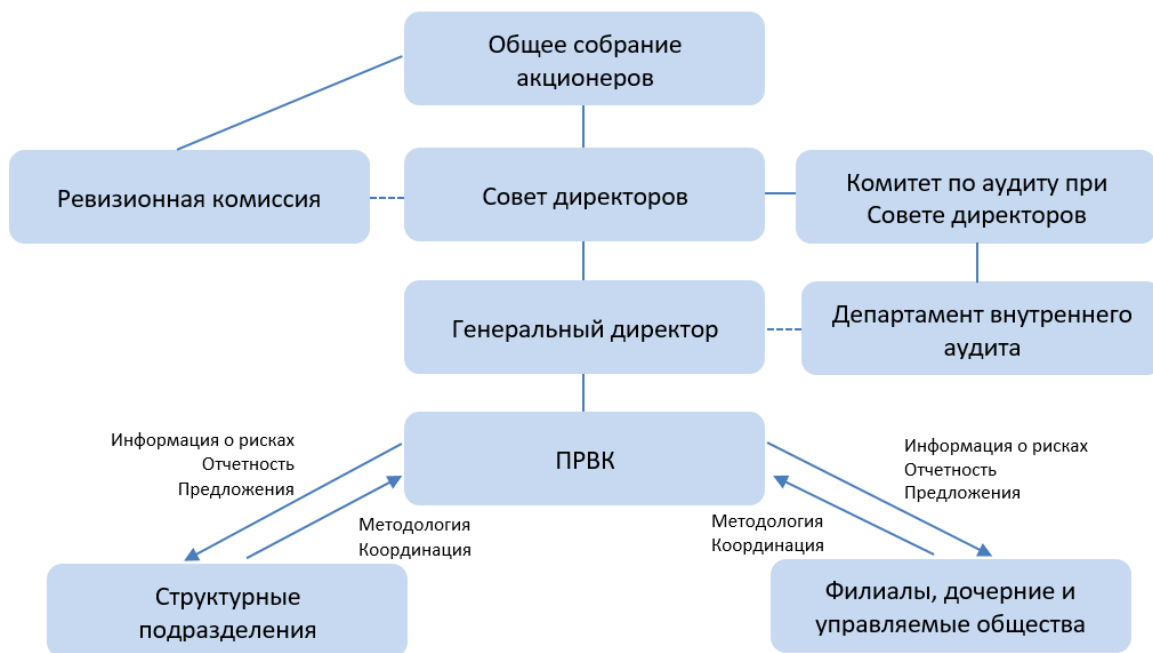 Общее собрание
акционеров
Ревизионная комиссия
Совет директоров
Комитет по аудиту при
Совете директоров
Генеральный директор
Департамент внутреннего
аудита
ПРВК
Информация о рисках
Отчетность
Предложения
Информация о рисках
Отчетность
Предложения
Методология
Координация
Методология
Координация
Структурные
подразделения
Филиалы, дочерние и
управляемые общества